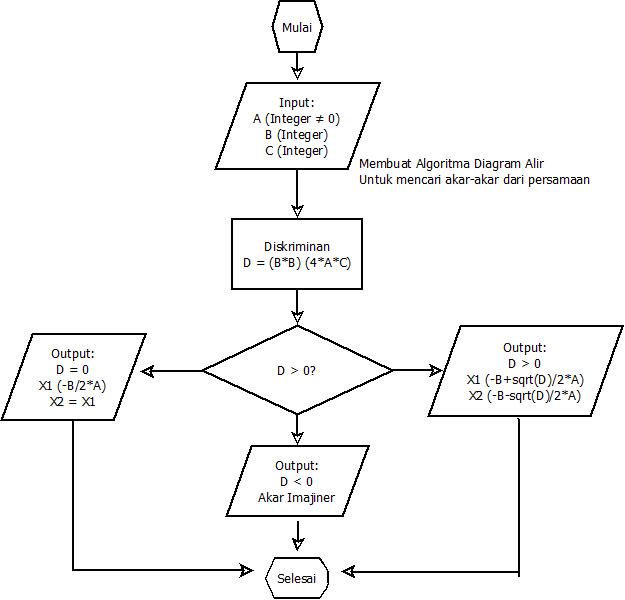 Mulai
Input:
A (Integer ≠ 0)
B (Integer)
C (Integer)
Membuat Algoritma Diagram Alir
Untuk mencari akar-akar dari persamaan
Diskriminan
D = (B*B) (4*A*C)
D > 0?
Output:
D = 0
X1 (-B/2*A)
X2 = X1
Output:
D > 0
X1 (-B+sqrt(D)/2*A)
X2 (-B-sqrt(D)/2*A)
Output:
D < 0
Akar Imajiner
Selesai